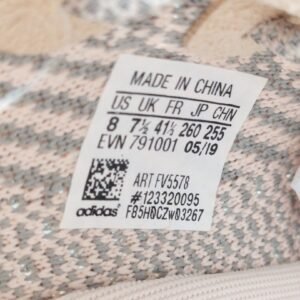 MADE IN CHINA
US UK FR JP CHN
8 7½ 41⅓ 260 255
EVN 791001 05/19
ART FV5578
#123320095
adidas FB5HDCZwD3267